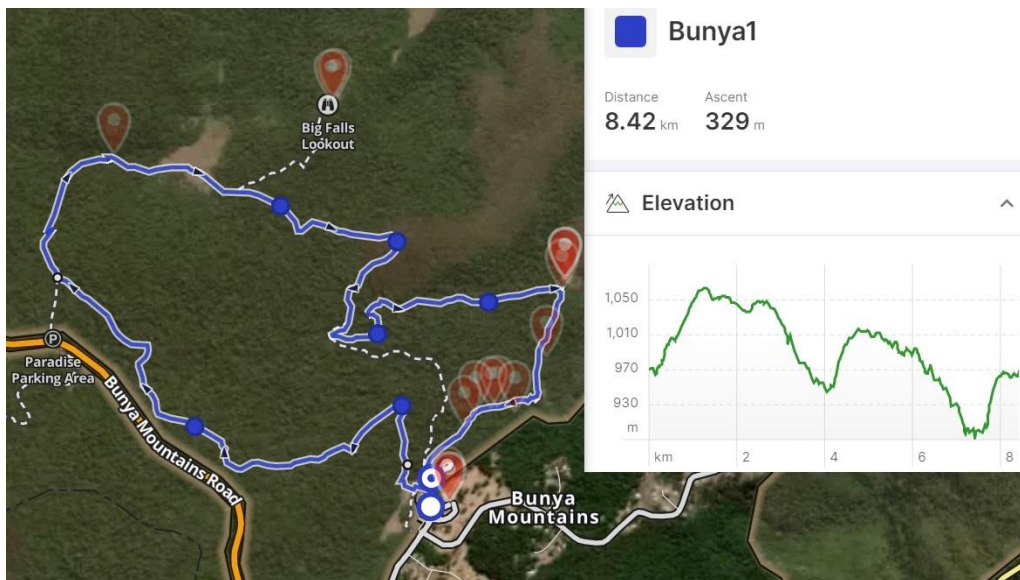 Big Falls
Lookout
P
Paradise
Parking Area
Bunya Mountains Road
Bunya
Mountains
Bunya1
Distance
Ascent
8.42 km
329 m
Elevation
1,050
1,010
970
930
m
km
2
4
6
8